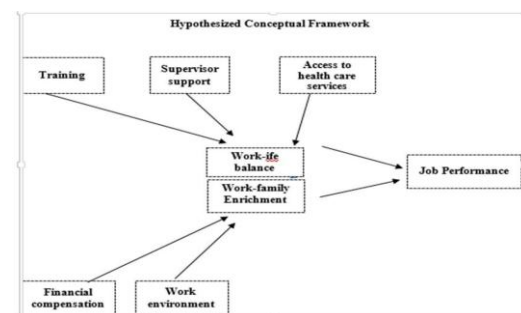 Hypothesized Conceptual Framework
Training
Supervisor
support
Access to
health care
services
Work-ife
balance
Work-family
Enrichment
Job Performance
Financial
compensation
Work
environment